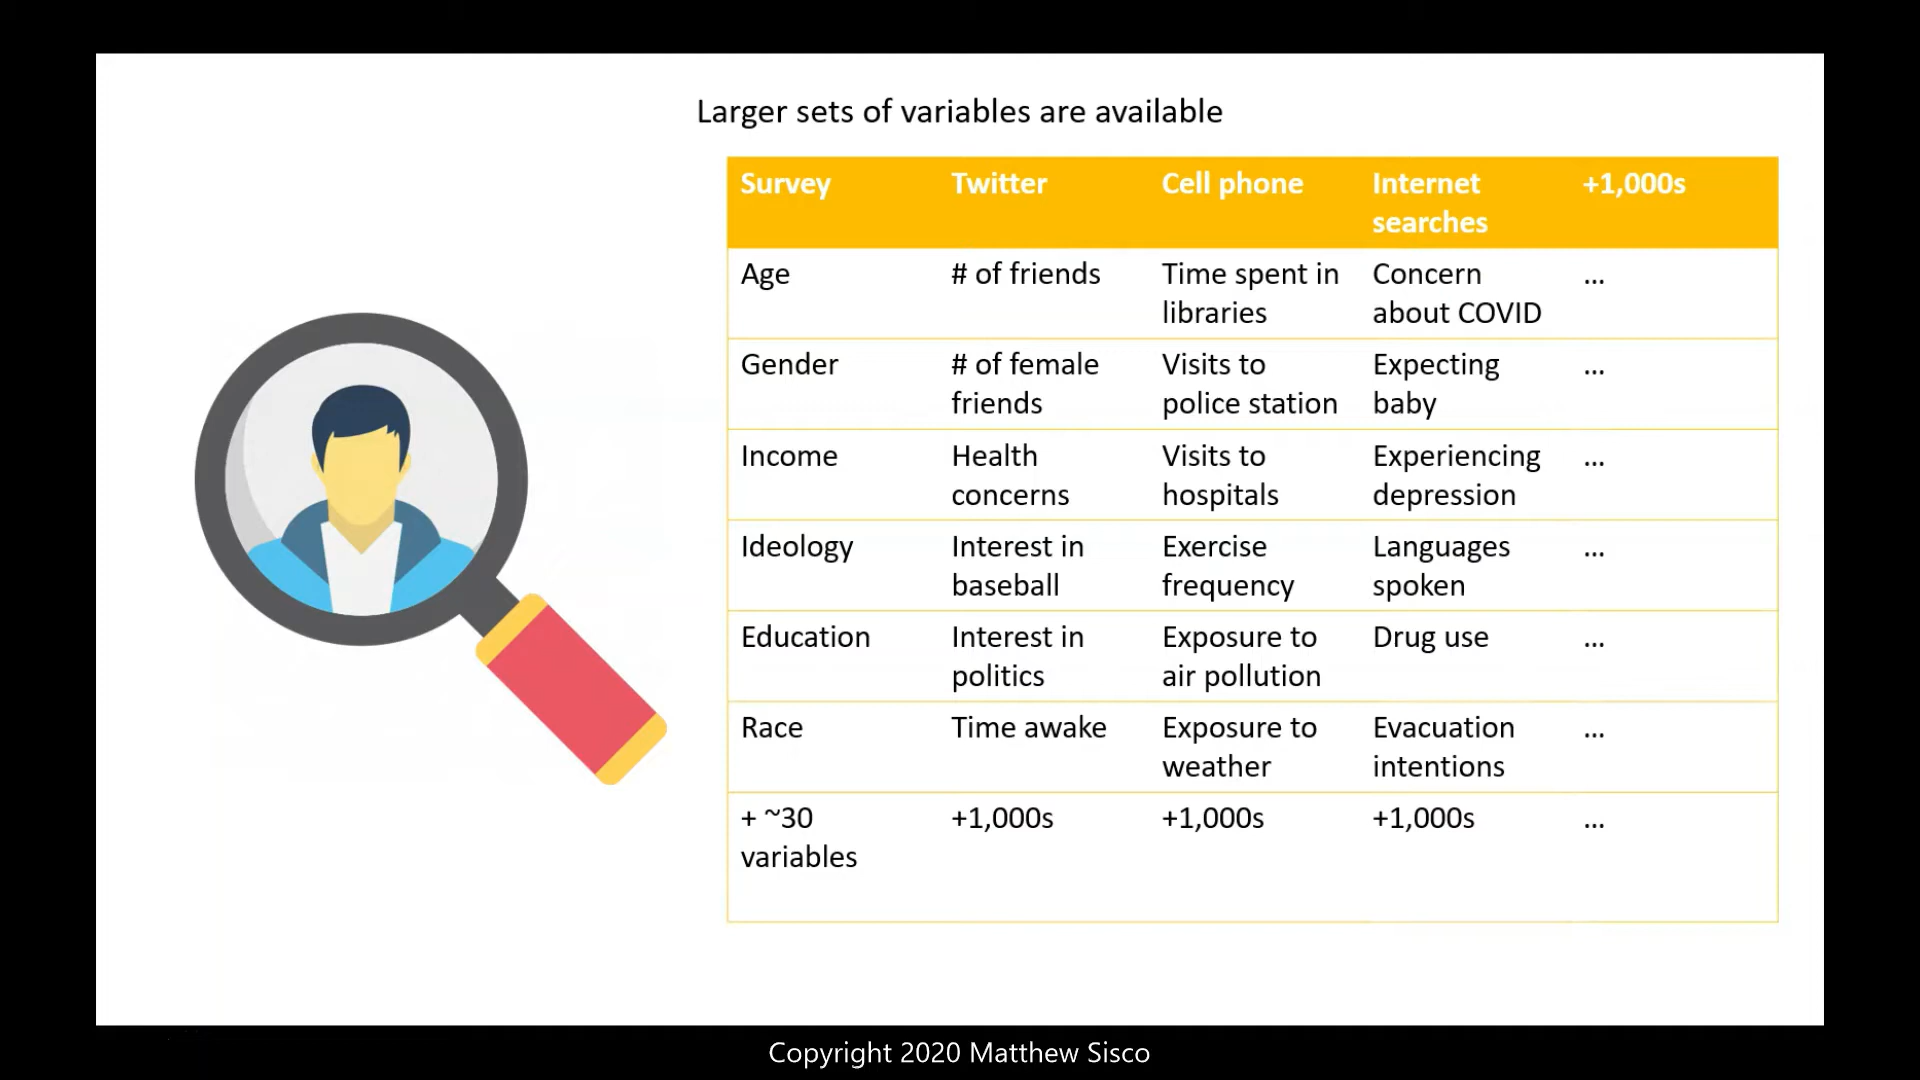 Larger sets of variables are available
Survey Twitter Cell phone Internet searches +1,000s
Age # of friends Time spent in libraries Concern about COVID ...
Gender # of female friends Visits to police station Expecting baby ...
Income Health concerns Visits to hospitals Experiencing depression ...
Ideology Interest in baseball Exercise frequency Languages spoken ...
Education Interest in politics Exposure to air pollution Drug use ...
Race Time awake Exposure to weather Evacuation intentions ...
+ ~30 variables +1,000s +1,000s +1,000s ...
Copyright 2020 Matthew Sisco